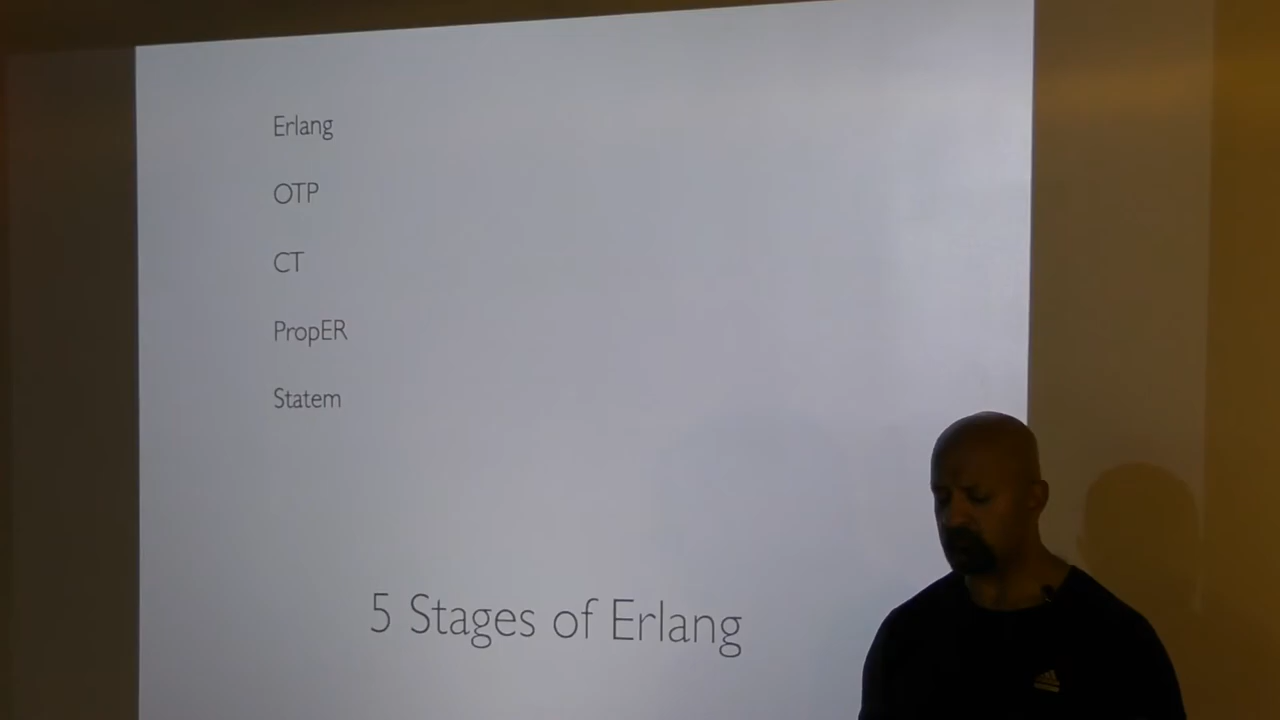 Erlang
OTP
CT
PropER
Statem
5 Stages of Erlang